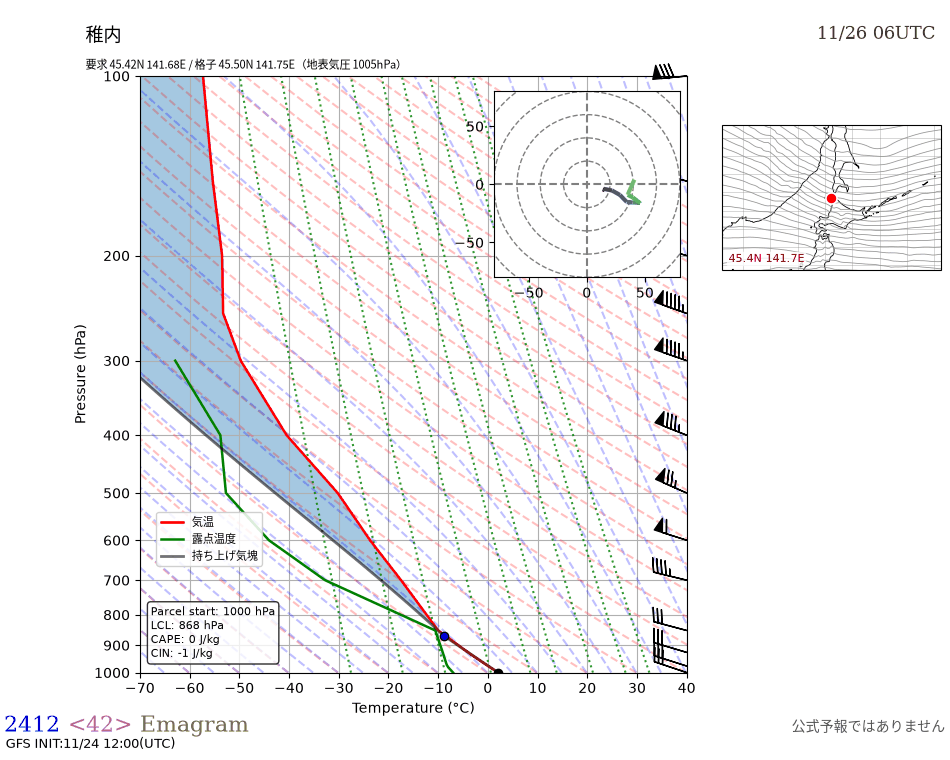 稚内
11/26 06UTC
要求 45.42N 141.68E / 格子 45.50N 141.75E（地表気圧 1005hPa）
100
200
300
400
500
600
700
800
900
1000
Pressure (hPa)
50
0
−50
−50 0 50
45.4N 141.7E
気温
露点温度
持ち上げ気塊
Parcel start: 1000 hPa
LCL: 868 hPa
CAPE: 0 J/kg
CIN: -1 J/kg
−70 −60 −50 −40 −30 −20 −10 0 10 20 30 40
Temperature (°C)
2412 <42> Emagram
公式予報ではありません
GFS INIT:11/24 12:00(UTC)